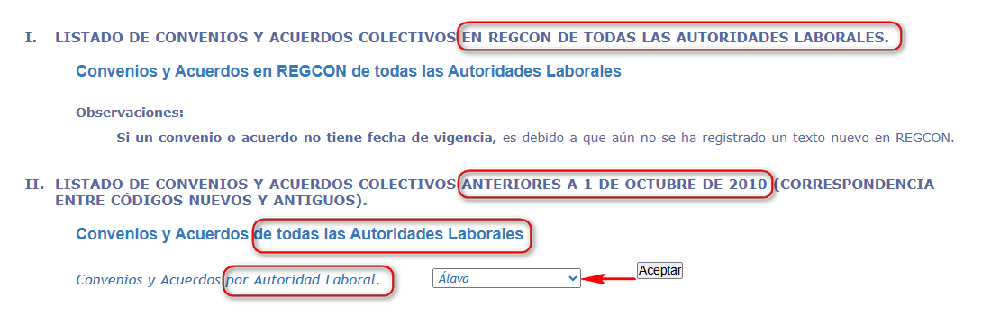 I. LISTADO DE CONVENIOS Y ACUERDOS COLECTIVOS EN REGCON DE TODAS LAS AUTORIDADES LABORALES.
Convenios y Acuerdos en REGCON de todas las Autoridades Laborales
Observaciones:
Si un convenio o acuerdo no tiene fecha de vigencia, es debido a que aún no se ha registrado un texto nuevo en REGCON.
II. LISTADO DE CONVENIOS Y ACUERDOS COLECTIVOS ANTERIORES A 1 DE OCTUBRE DE 2010 (CORRESPONDENCIA
ENTRE CÓDIGOS NUEVOS Y ANTIGUOS).
Convenios y Acuerdos de todas las Autoridades Laborales
Convenios y Acuerdos por Autoridad Laboral. Álava Aceptar